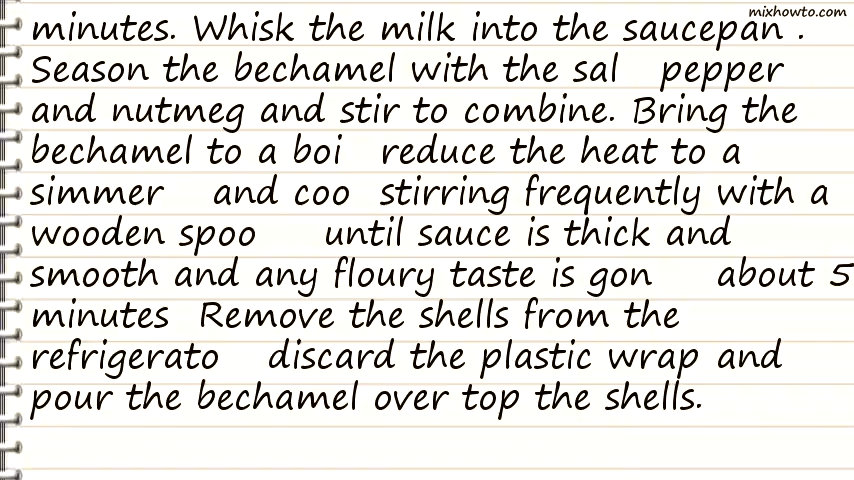 mixhowto.com
minutes. Whisk the milk into the saucepan .
Season the bechamel with the sal pepper
and nutmeg and stir to combine. Bring the
bechamel to a boi reduce the heat to a
simmer and coo stirring frequently with a
wooden spoo until sauce is thick and
smooth and any floury taste is gon about 5
minutes Remove the shells from the
refrigerato discard the plastic wrap and
pour the bechamel over top the shells.